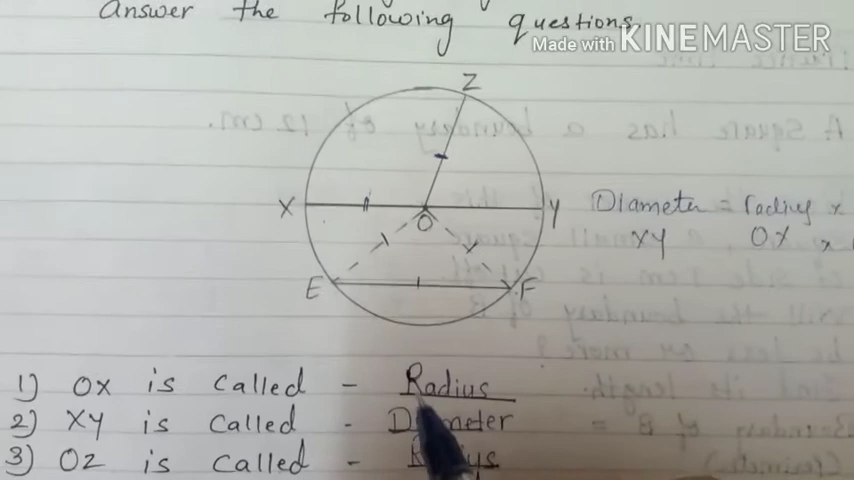 Answer the following questions
Made with KINEMASTER
Z
X
Y
O
E
F
Diameter = radius x
XY OX x
1) OX is called - Radius
2) XY is called - Diameter
3) OZ is called - Radius